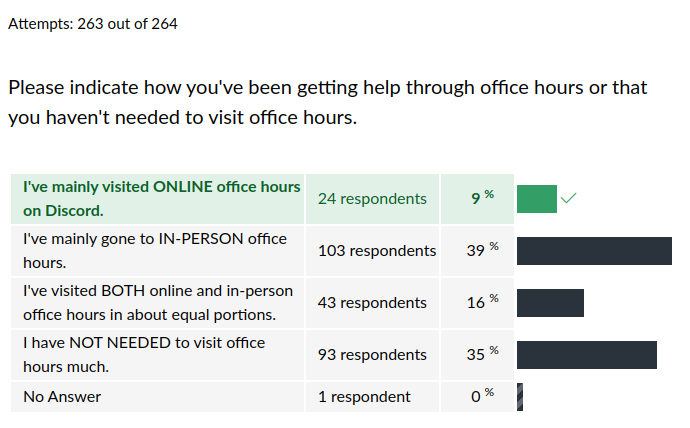 Attempts: 263 out of 264
Please indicate how you've been getting help through office hours or that
you haven't needed to visit office hours.
I've mainly visited ONLINE office hours
on Discord.
24 respondents
9 %
I've mainly gone to IN-PERSON office
hours.
103 respondents
39 %
I've visited BOTH online and in-person
office hours in about equal portions.
43 respondents
16 %
I have NOT NEEDED to visit office
hours much.
93 respondents
35 %
No Answer
1 respondent
0 %